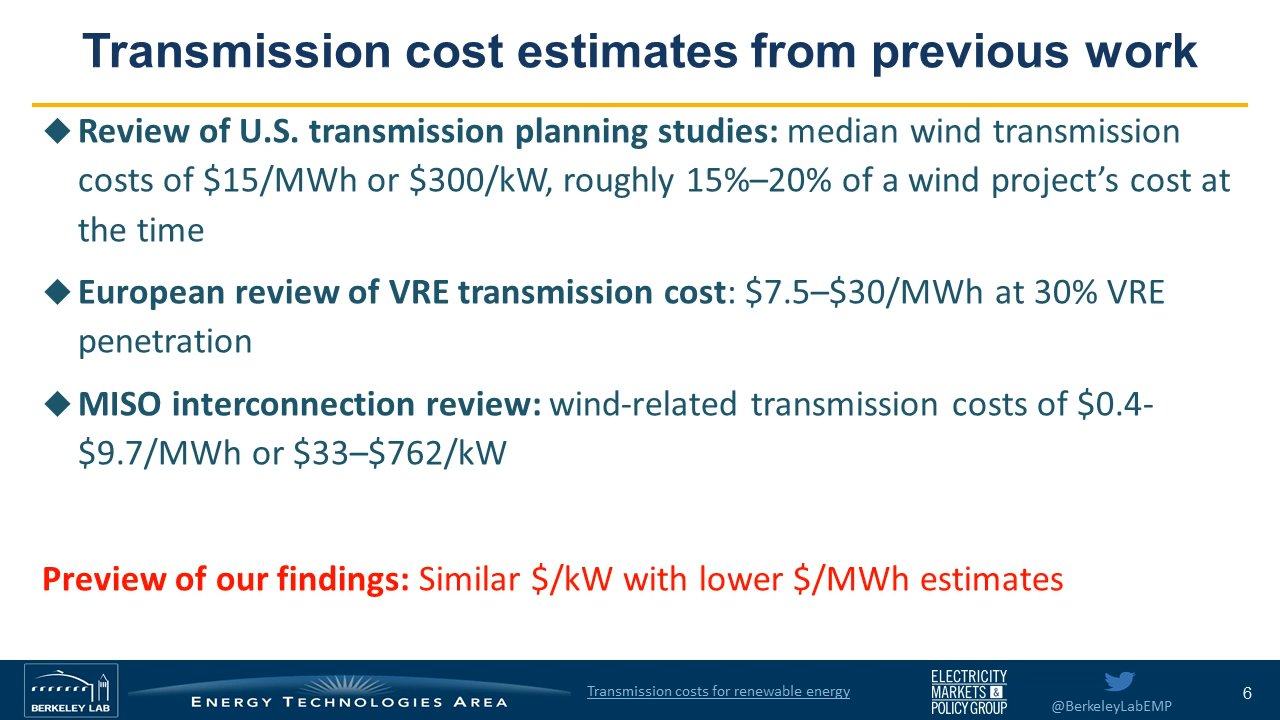 Transmission cost estimates from previous work
Review of U.S. transmission planning studies: median wind transmission
costs of $15/MWh or $300/kW, roughly 15%–20% of a wind project’s cost at
the time
European review of VRE transmission cost: $7.5–$30/MWh at 30% VRE
penetration
MISO interconnection review: wind-related transmission costs of $0.4-
$9.7/MWh or $33–$762/kW
Preview of our findings: Similar $/kW with lower $/MWh estimates
BERKELEY LAB
ENERGY TECHNOLOGIES AREA
Transmission costs for renewable energy
ELECTRICITY
MARKETS &
POLICY GROUP
@BerkeleyLabEMP
6